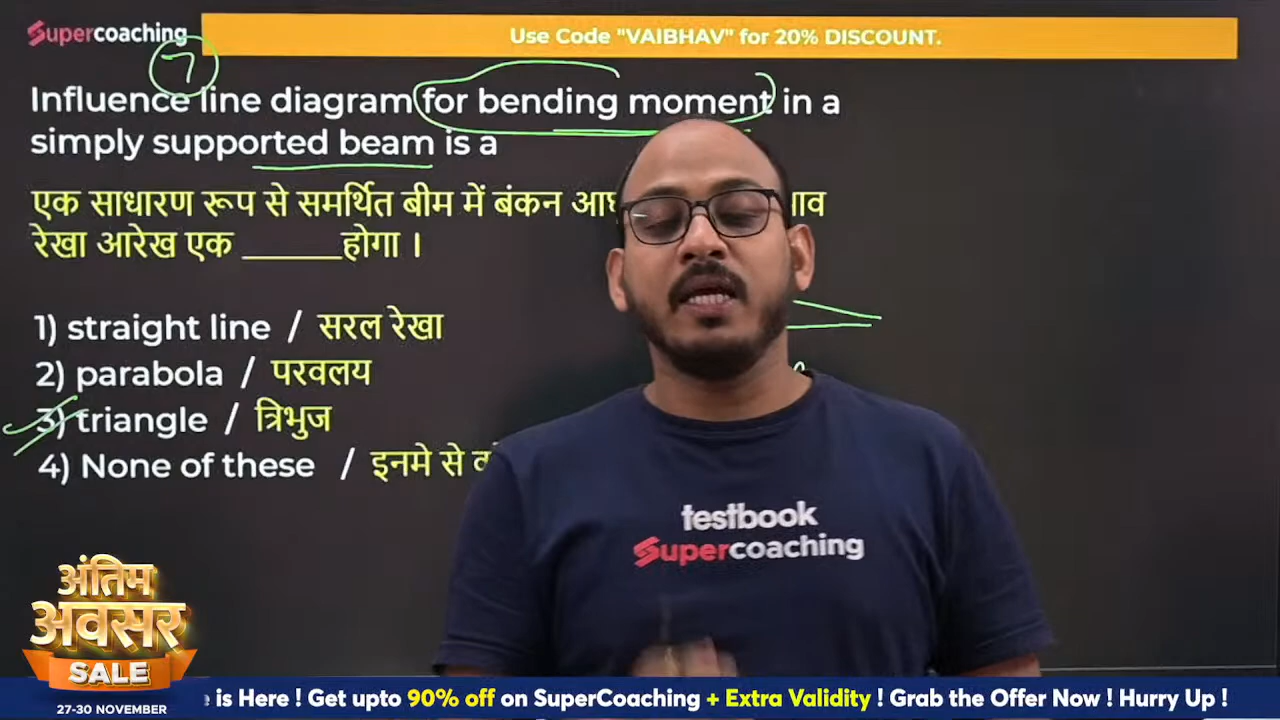 Supercoaching
Use Code "VAIBHAV" for 20% DISCOUNT.
7
Influence line diagram for bending moment in a
simply supported beam is a
एक साधारण रूप से समर्थित बीम में बंकन
रेखा आरेख एक ______होगा ।
1) straight line / सरल रेखा
2) parabola / परवलय
3) triangle / त्रिभुज
4) None of these / इनमे से
testbook
Supercoaching
अंतिम
अवसर
SALE
27-30 NOVEMBER
is Here ! Get upto 90% off on SuperCoaching + Extra Validity ! Grab the Offer Now ! Hurry Up !